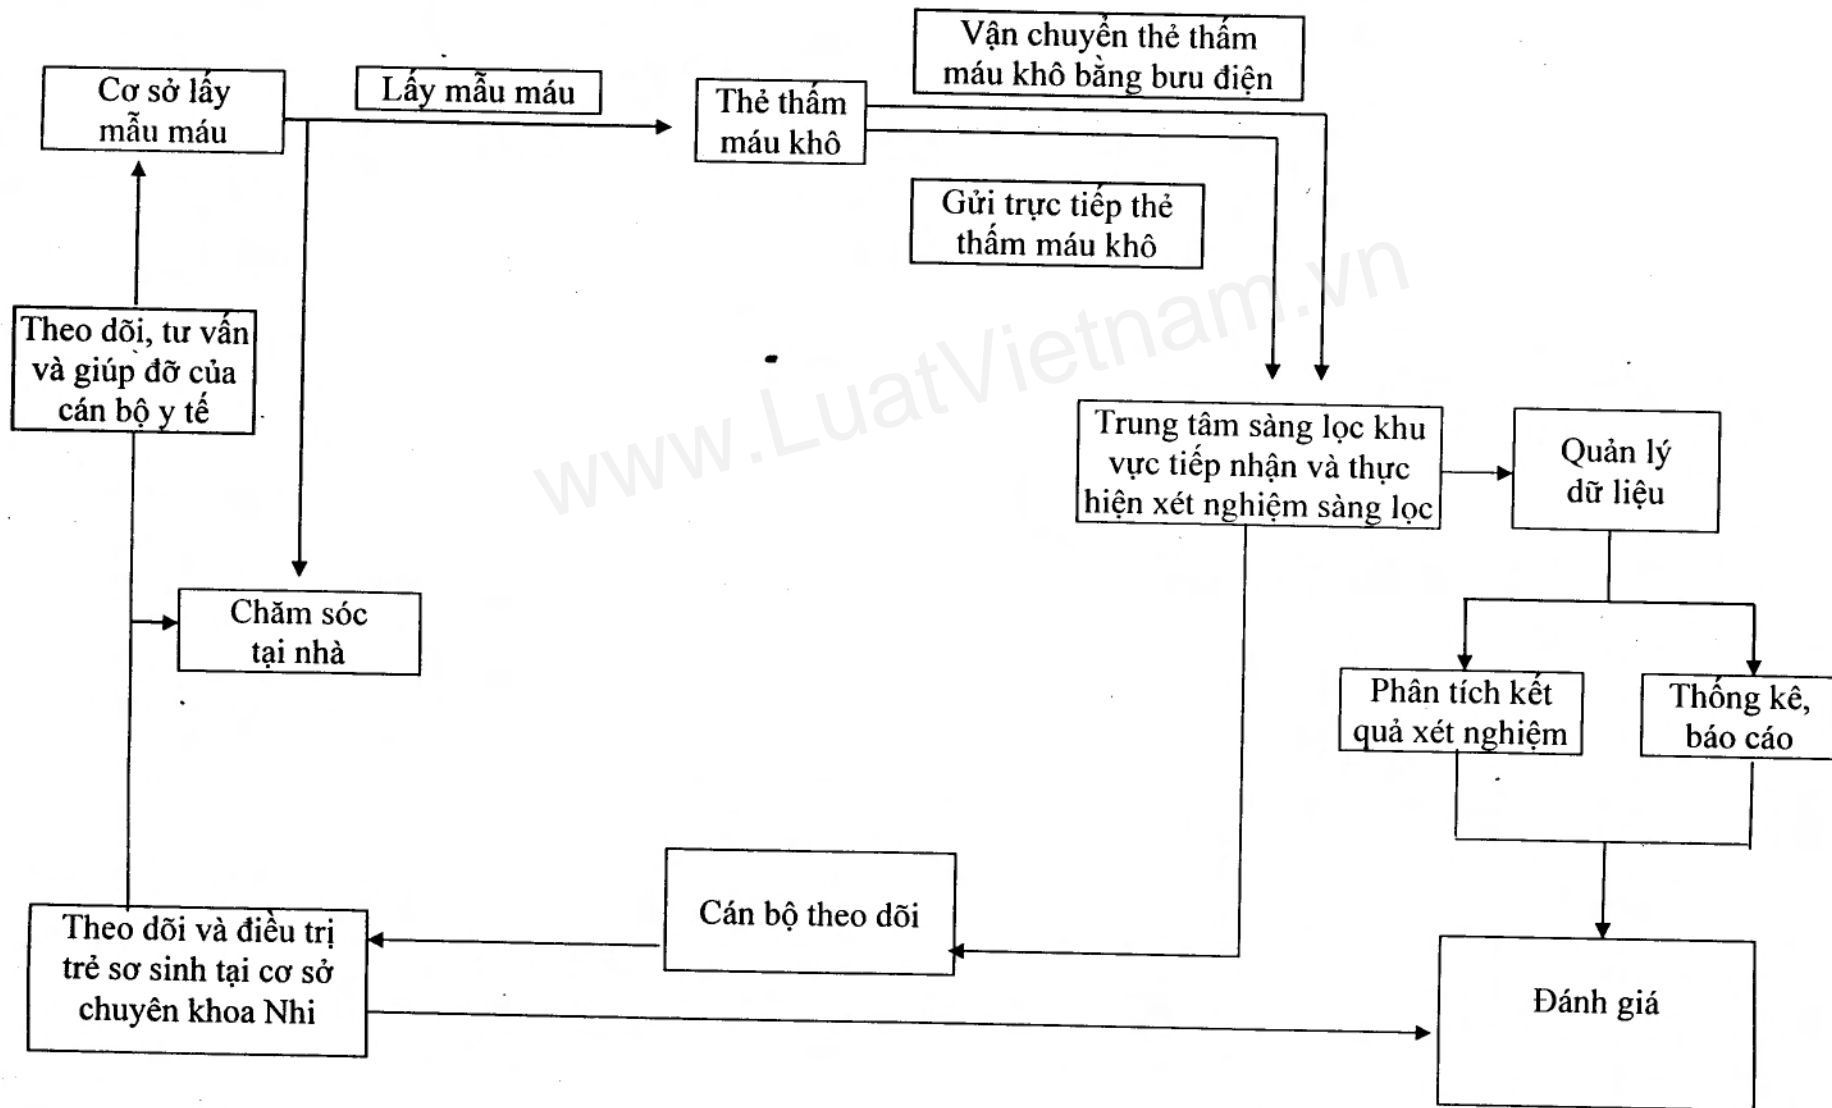 Vận chuyển thẻ thấm
máu khô bằng bưu điện
Cơ sở lấy
mẫu máu
Lấy mẫu máu
Thẻ thấm
máu khô
Gửi trực tiếp thẻ
thấm máu khô
Theo dõi, tư vấn
và giúp đỡ của
cán bộ y tế
www.LuatVietnam.vn
Trung tâm sàng lọc khu
vực tiếp nhận và thực
hiện xét nghiệm sàng lọc
Quản lý
dữ liệu
Chăm sóc
tại nhà
Phân tích kết
quả xét nghiệm
Thống kê,
báo cáo
Cán bộ theo dõi
Theo dõi và điều trị
trẻ sơ sinh tại cơ sở
chuyên khoa Nhi
Đánh giá